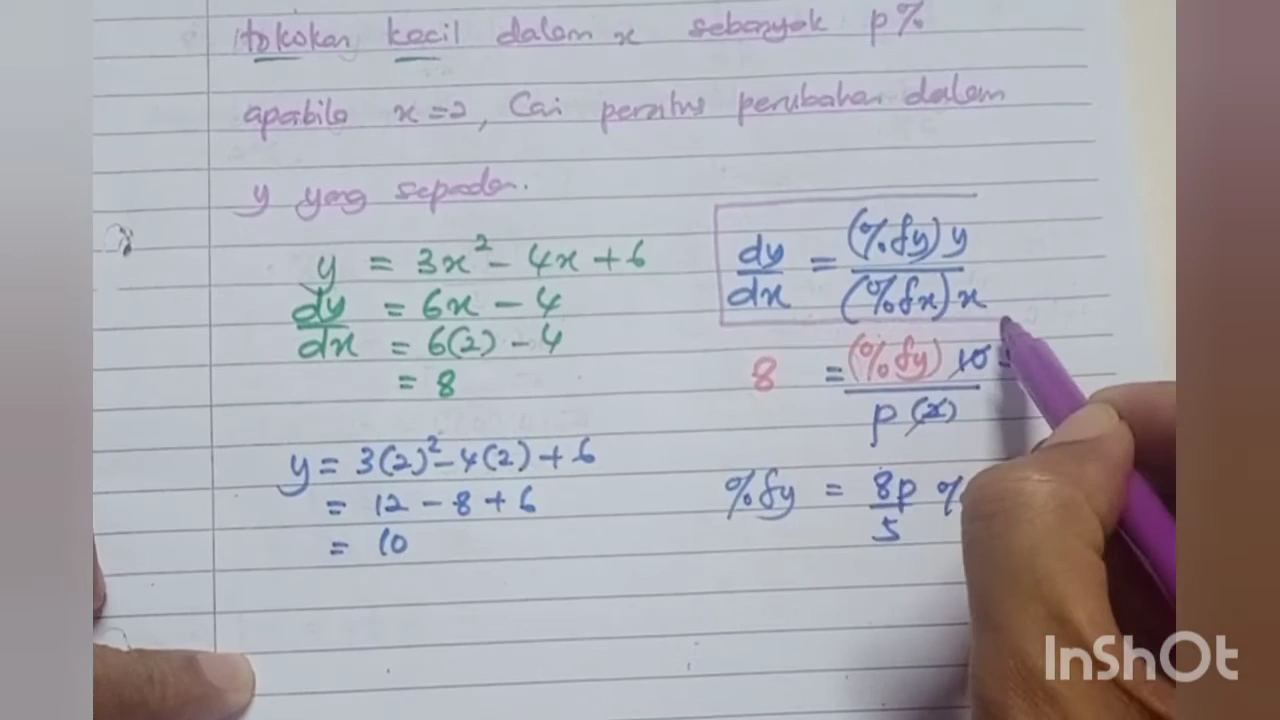 tokokan kecil dalam x sebanyak p%
apabila x = 2, Cari peratus perubahan dalam
y yang sepadan.
y = 3x² - 4x + 6
dy/dx = 6x - 4
= 6(2) - 4
= 8
y = 3(2)² - 4(2) + 6
= 12 - 8 + 6
= 10
dy/dx = (%δy) y / (%δx) x
8 = (%δy) 10 / p (2)
%δy = 8p/5 %
InShOt